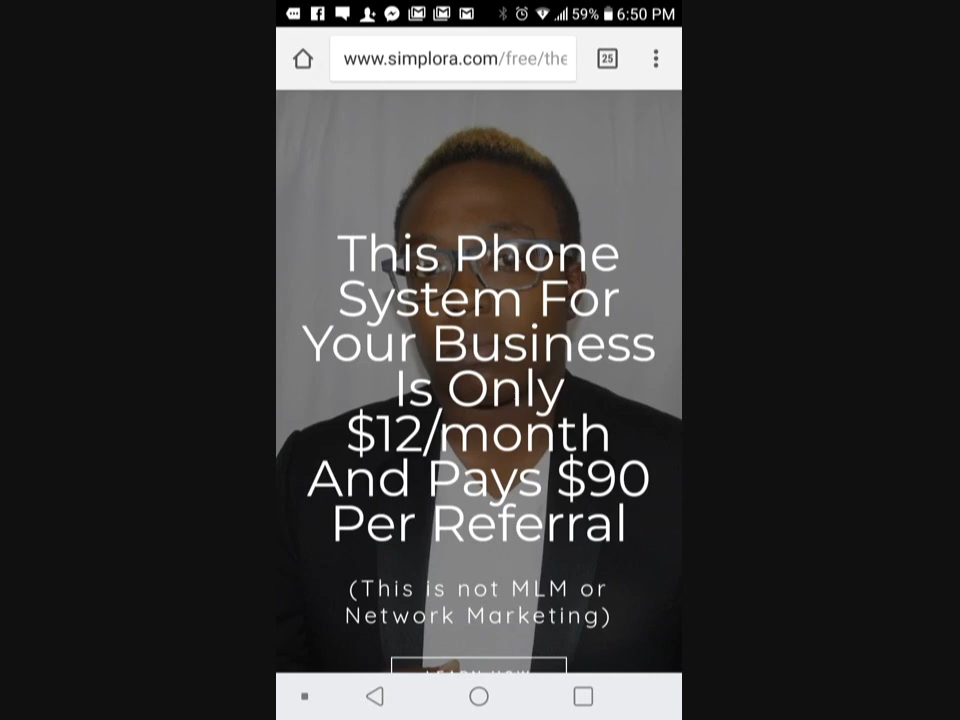 59% 6:50 PM
www.simplora.com/free/the
25
This Phone
System For
Your Business
Is Only
$12/month
And Pays $90
Per Referral
(This is not MLM or
Network Marketing)